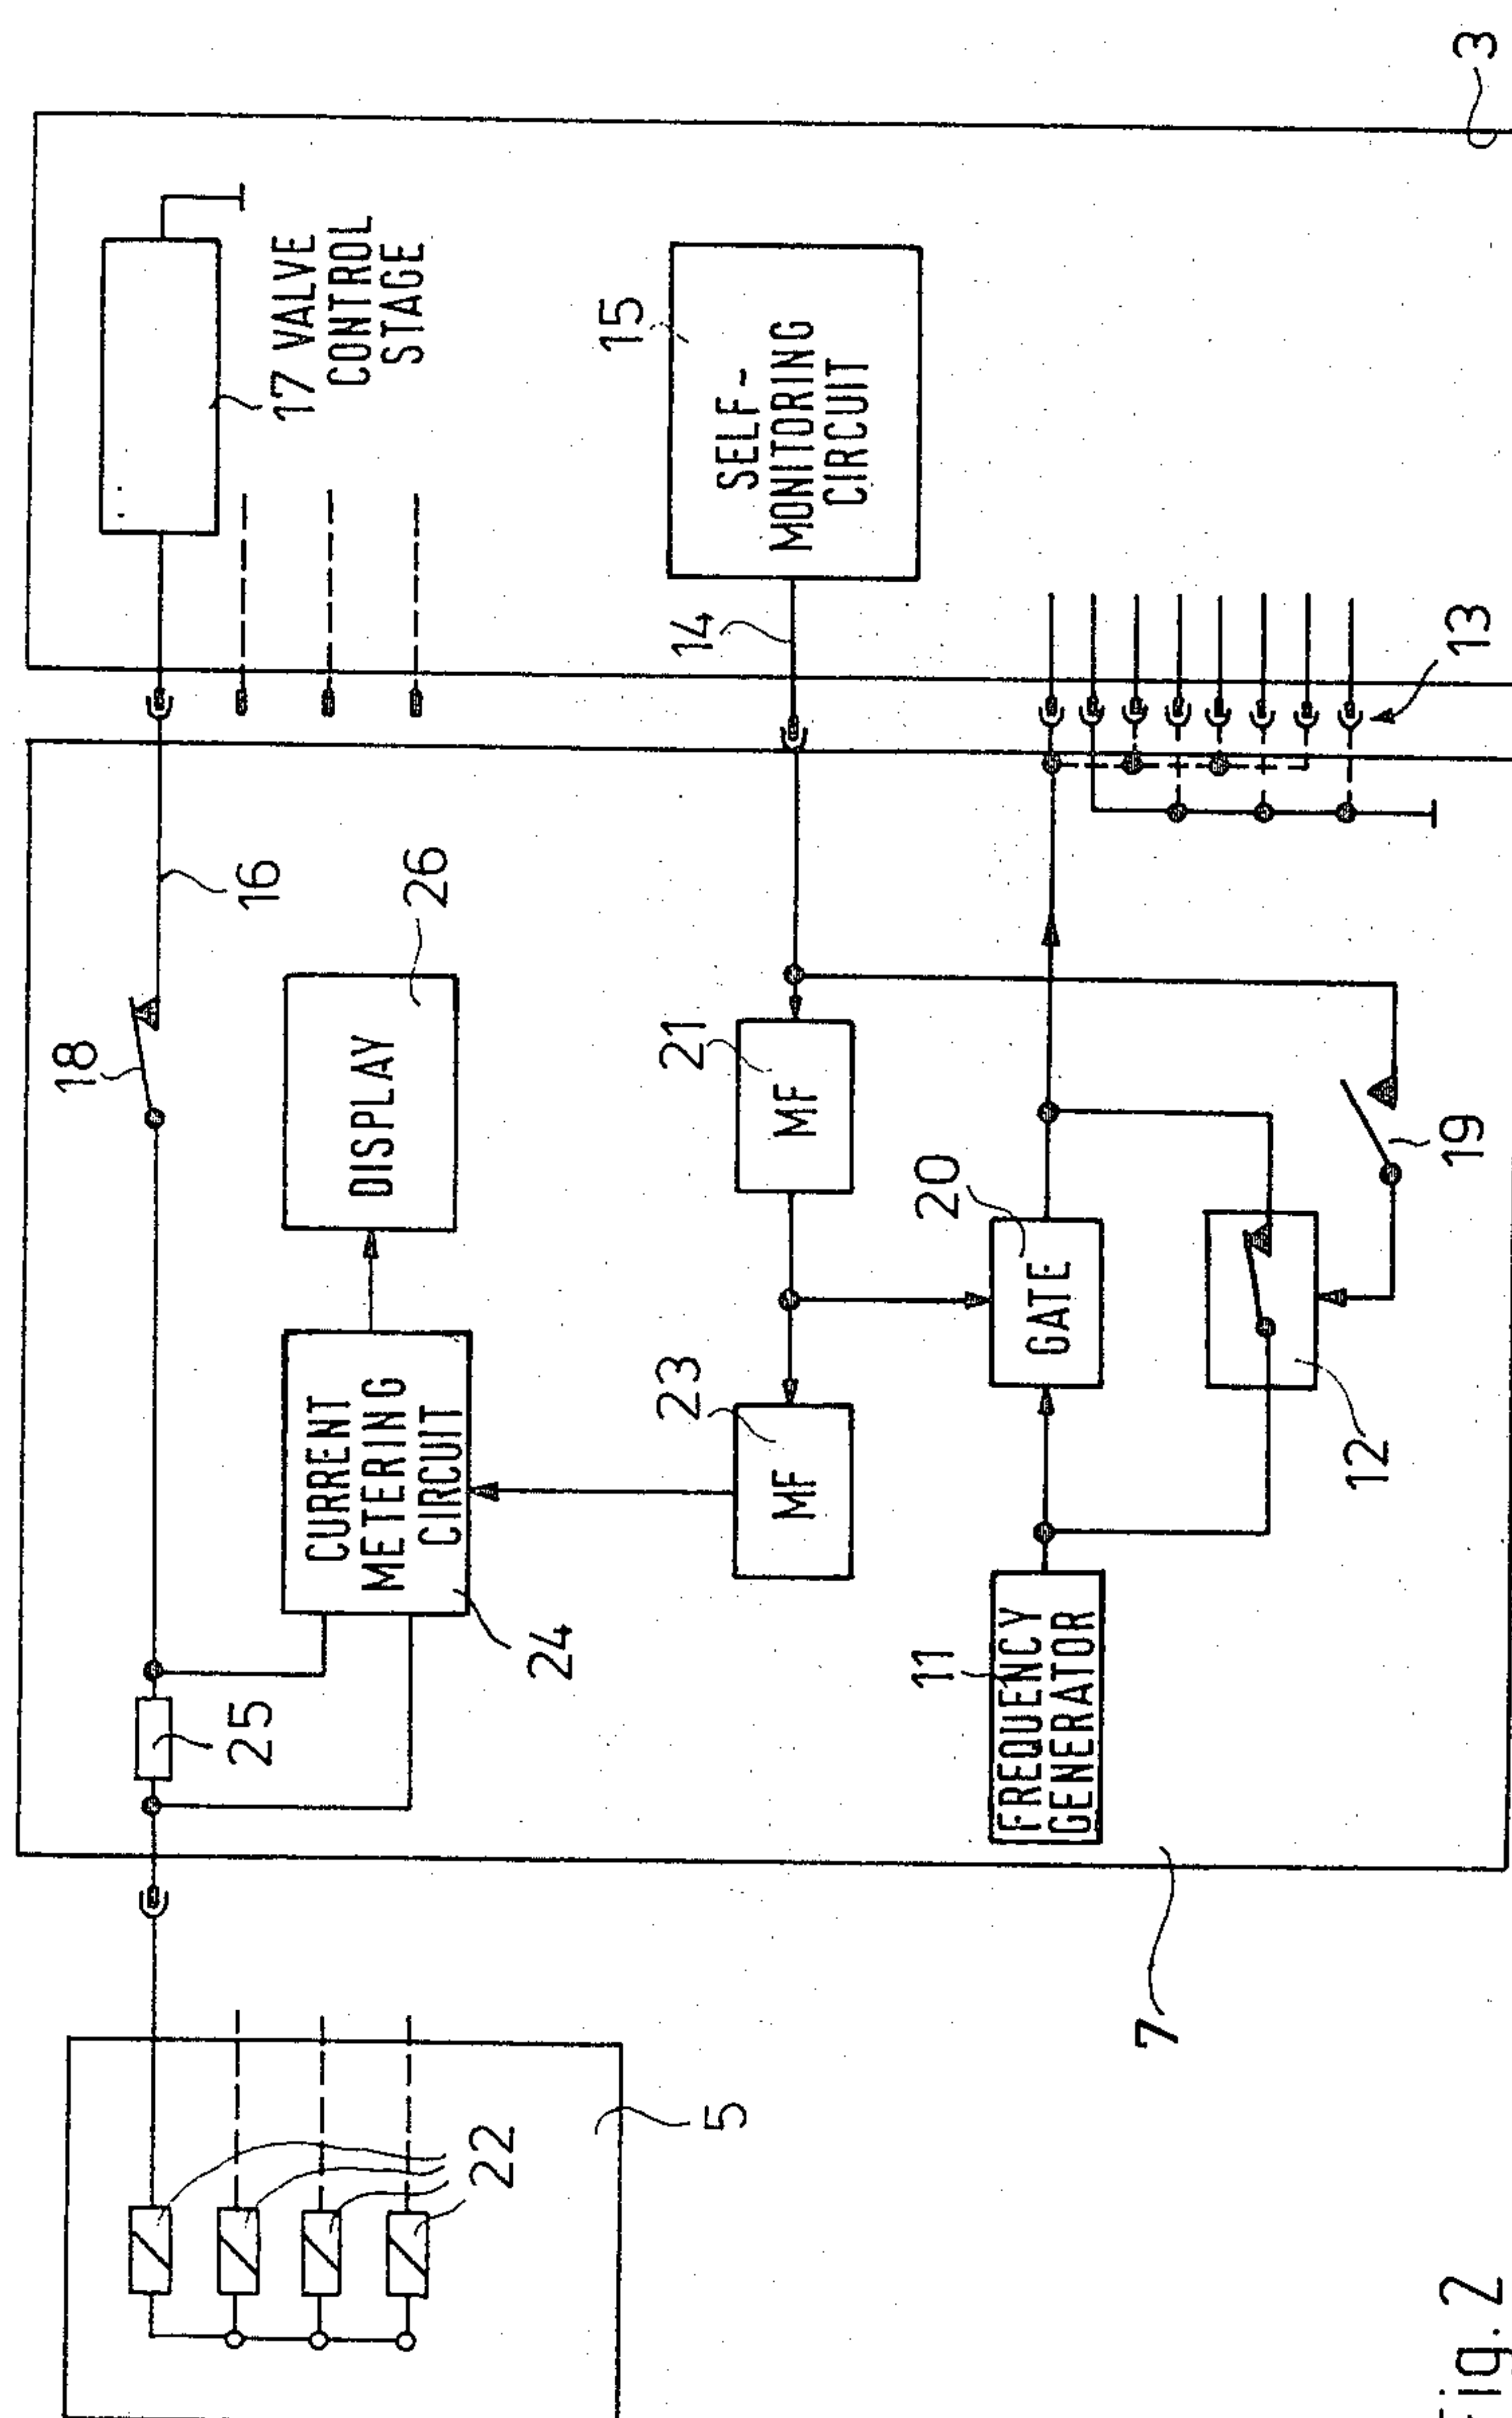 5
22
25
18
16
17 VALVE
CONTROL
STAGE
CURRENT
METERING
CIRCUIT
24
DISPLAY
26
15
SELF-
MONITORING
CIRCUIT
14
23
MF
21
MF
11
FREQUENCY
GENERATOR
20
GATE
12
19
13
7
3
Fig. 2